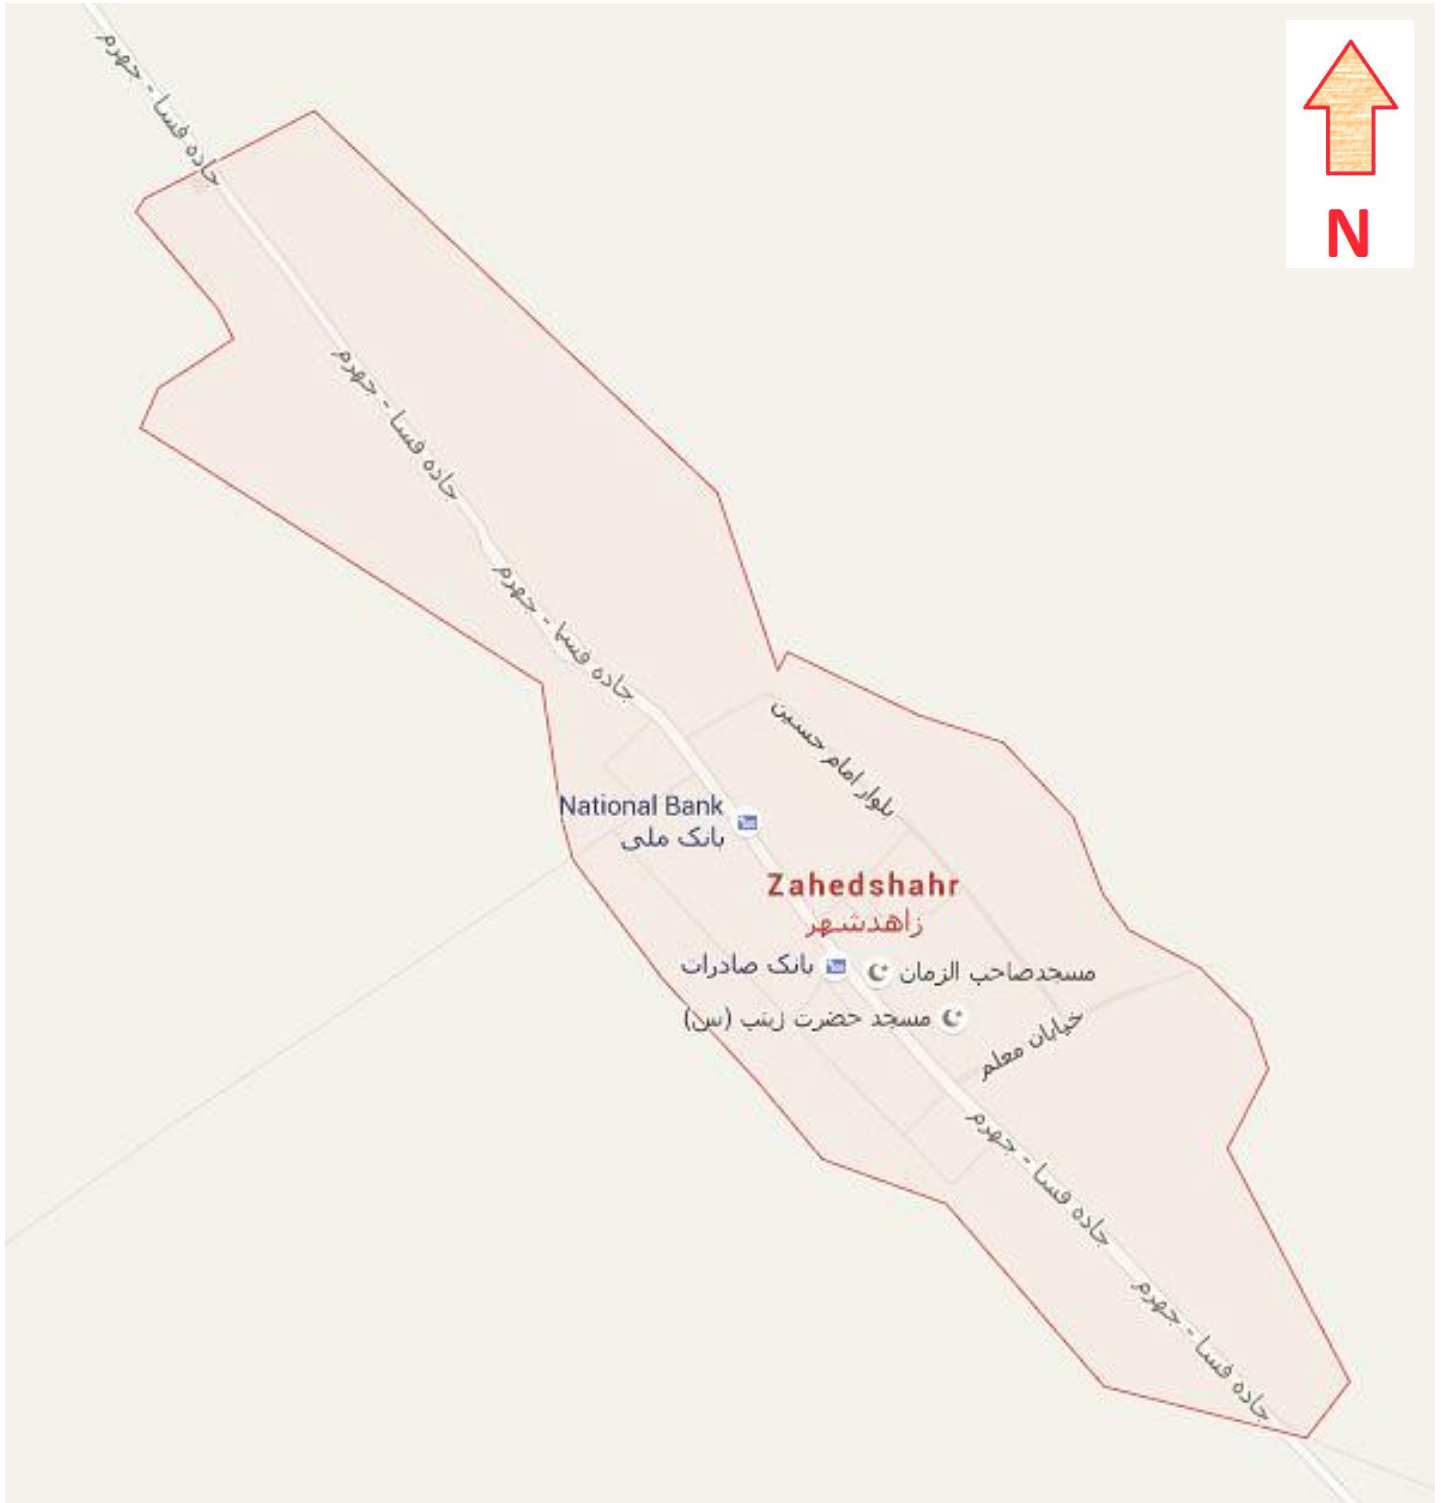 جاده فسا - جهرم
N
جاده فسا - جهرم
جاده فسا - جهرم
بلوار امام حسین
National Bank
بانک ملی
Zahedshahr
زاهدشهر
بانک صادرات
مسجدصاحب الزمان
مسجد حضرت زینب (س)
خیابان معلم
جاده فسا - جهرم
جاده فسا - جهرم